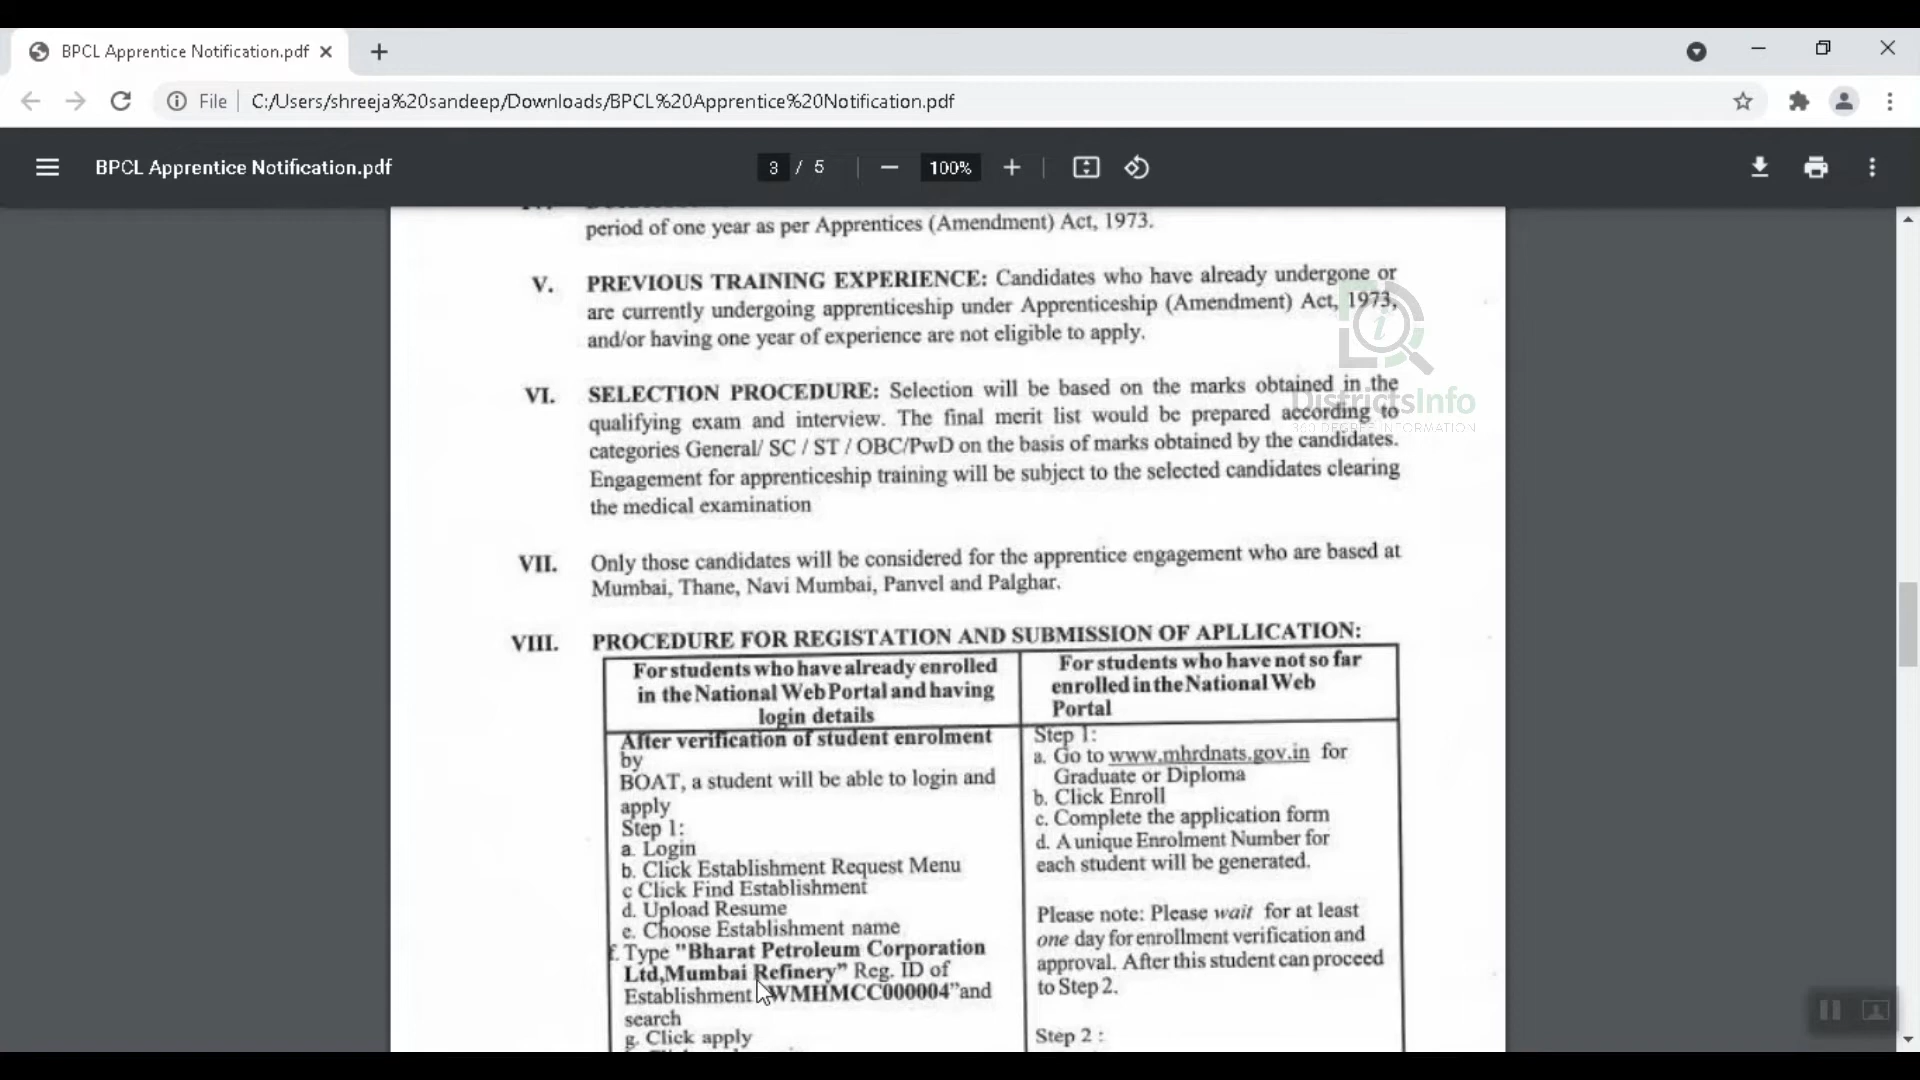 BPCL Apprentice Notification.pdf
File C:/Users/shreeja%20sandeep/Downloads/BPCL%20Apprentice%20Notification.pdf
BPCL Apprentice Notification.pdf 3 / 5 100%
period of one year as per Apprentices (Amendment) Act, 1973.
V. PREVIOUS TRAINING EXPERIENCE: Candidates who have already undergone or
are currently undergoing apprenticeship under Apprenticeship (Amendment) Act, 1973,
and/or having one year of experience are not eligible to apply.
VI. SELECTION PROCEDURE: Selection will be based on the marks obtained in the
qualifying exam and interview. The final merit list would be prepared according to
categories General/ SC / ST / OBC/PwD on the basis of marks obtained by the candidates.
Engagement for apprenticeship training will be subject to the selected candidates clearing
the medical examination
DistrictsInfo
360 DEGREE INFORMATION
VII. Only those candidates will be considered for the apprentice engagement who are based at
Mumbai, Thane, Navi Mumbai, Panvel and Palghar.
VIII. PROCEDURE FOR REGISTATION AND SUBMISSION OF APLLICATION:
For students who have already enrolled
in the National Web Portal and having
login details
After verification of student enrolment
by
BOAT, a student will be able to login and
apply
Step 1:
a. Login
b. Click Establishment Request Menu
c Click Find Establishment
d. Upload Resume
e. Choose Establishment name
f. Type "Bharat Petroleum Corporation
Ltd,Mumbai Refinery" Reg. ID of
Establishment "WMHMCC000004"and
search
g. Click apply
For students who have not so far
enrolled in the National Web
Portal
Step 1:
a. Go to www.mhrdnats.gov.in for
Graduate or Diploma
b. Click Enroll
c. Complete the application form
d. A unique Enrolment Number for
each student will be generated.
Please note: Please wait for at least
one day for enrollment verification and
approval. After this student can proceed
to Step 2.
Step 2 :